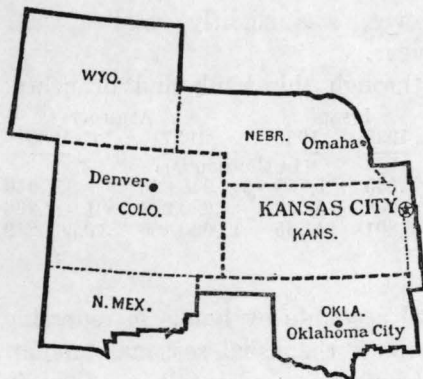 WYO.
NEBR.
Omaha
Denver
COLO.
KANSAS CITY
KANS.
N. MEX.
OKLA.
Oklahoma City